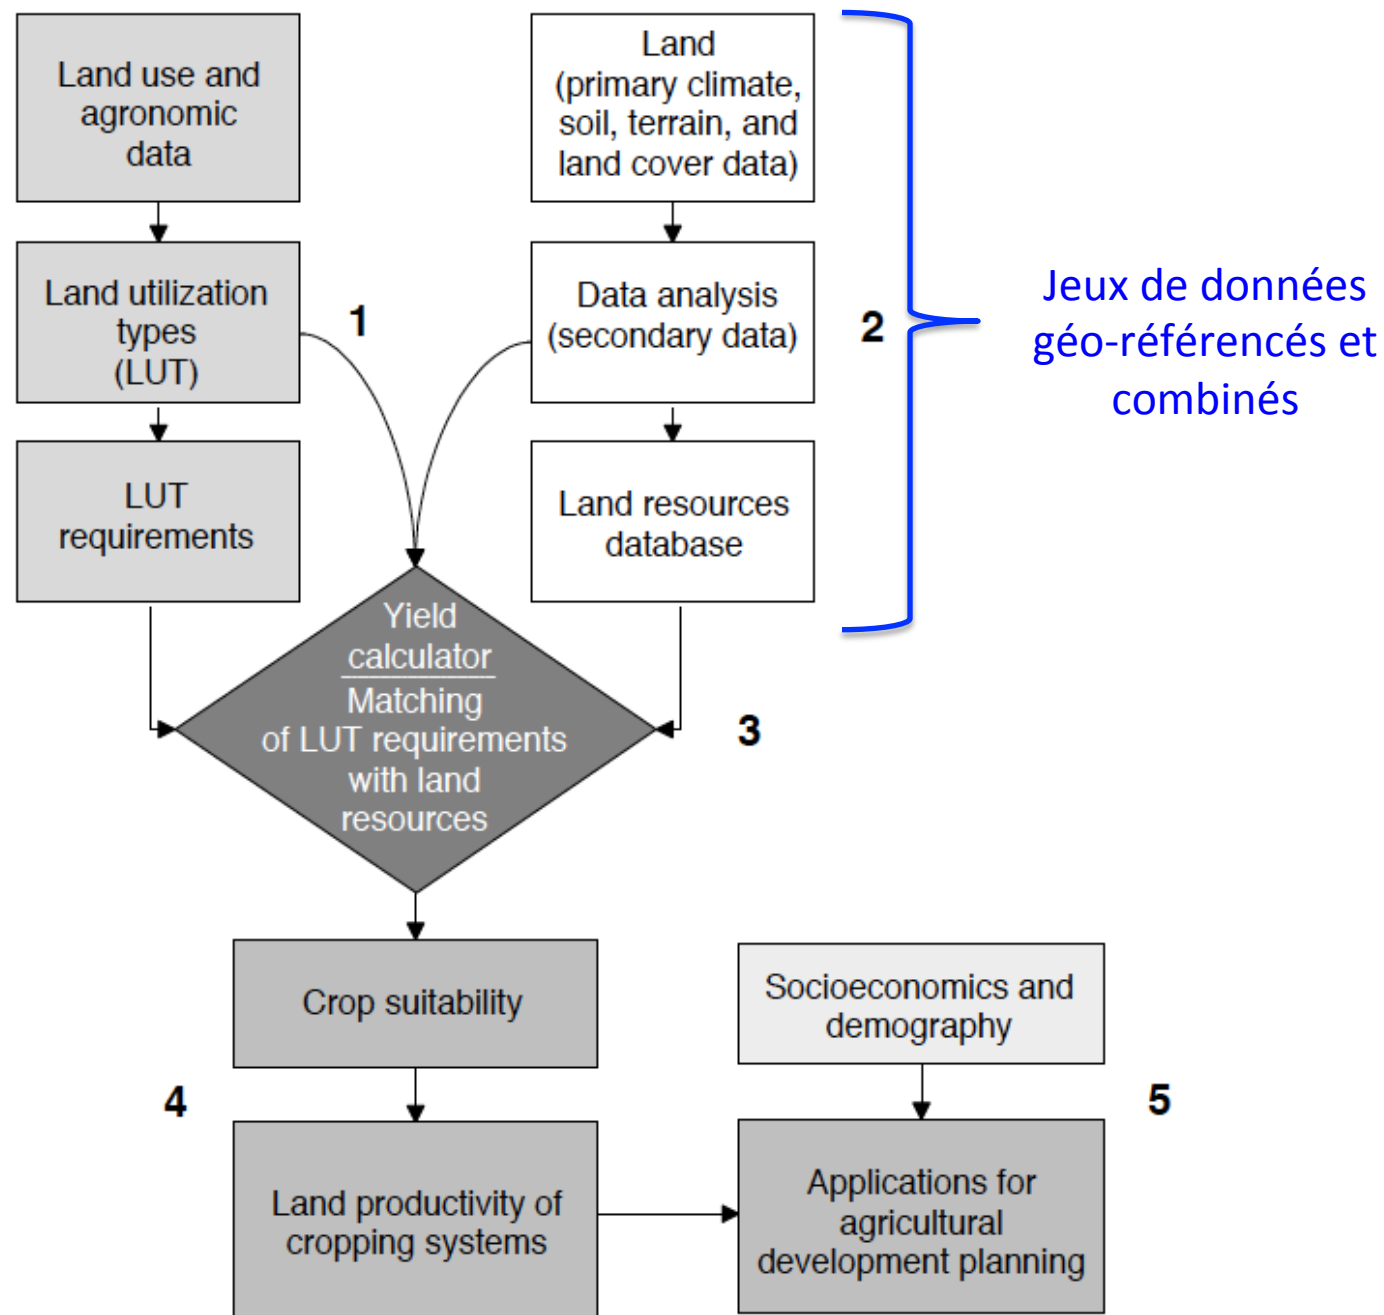 Land use and
agronomic
data
Land
(primary climate,
soil, terrain, and
land cover data)
Land utilization
types
(LUT)
1
Data analysis
(secondary data)
2
Jeux de données
géo-référencés et
combinés
LUT
requirements
Land resources
database
Yield
calculator
Matching
of LUT requirements
with land
resources
3
Crop suitability
Socioeconomics and
demography
4
5
Land productivity of
cropping systems
Applications for
agricultural
development planning